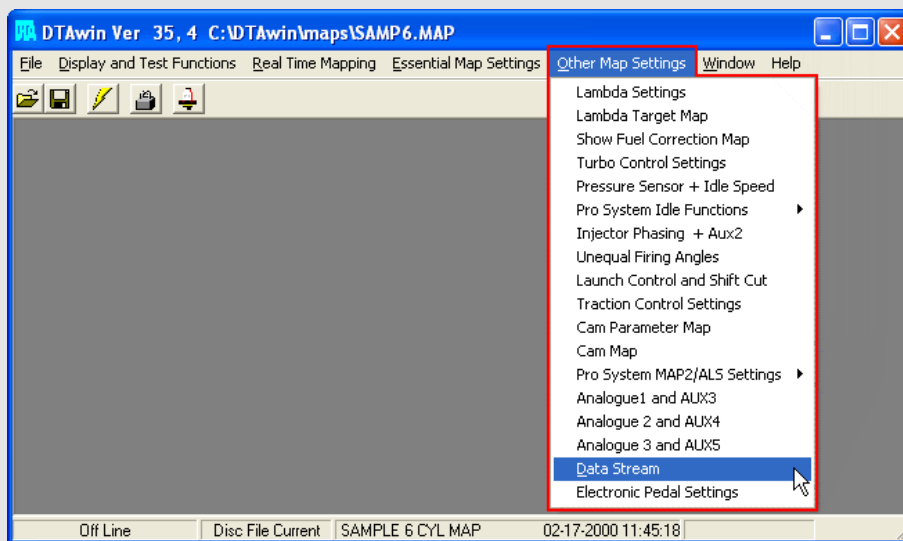 DTAwin Ver 35, 4 C:\DTAwin\maps\SAMP6.MAP
File Display and Test Functions Real Time Mapping Essential Map Settings Other Map Settings Window Help
Lambda Settings
Lambda Target Map
Show Fuel Correction Map
Turbo Control Settings
Pressure Sensor + Idle Speed
Pro System Idle Functions
Injector Phasing + Aux2
Unequal Firing Angles
Launch Control and Shift Cut
Traction Control Settings
Cam Parameter Map
Cam Map
Pro System MAP2/ALS Settings
Analogue1 and AUX3
Analogue 2 and AUX4
Analogue 3 and AUX5
Data Stream
Electronic Pedal Settings
Off Line Disc File Current SAMPLE 6 CYL MAP 02-17-2000 11:45:18